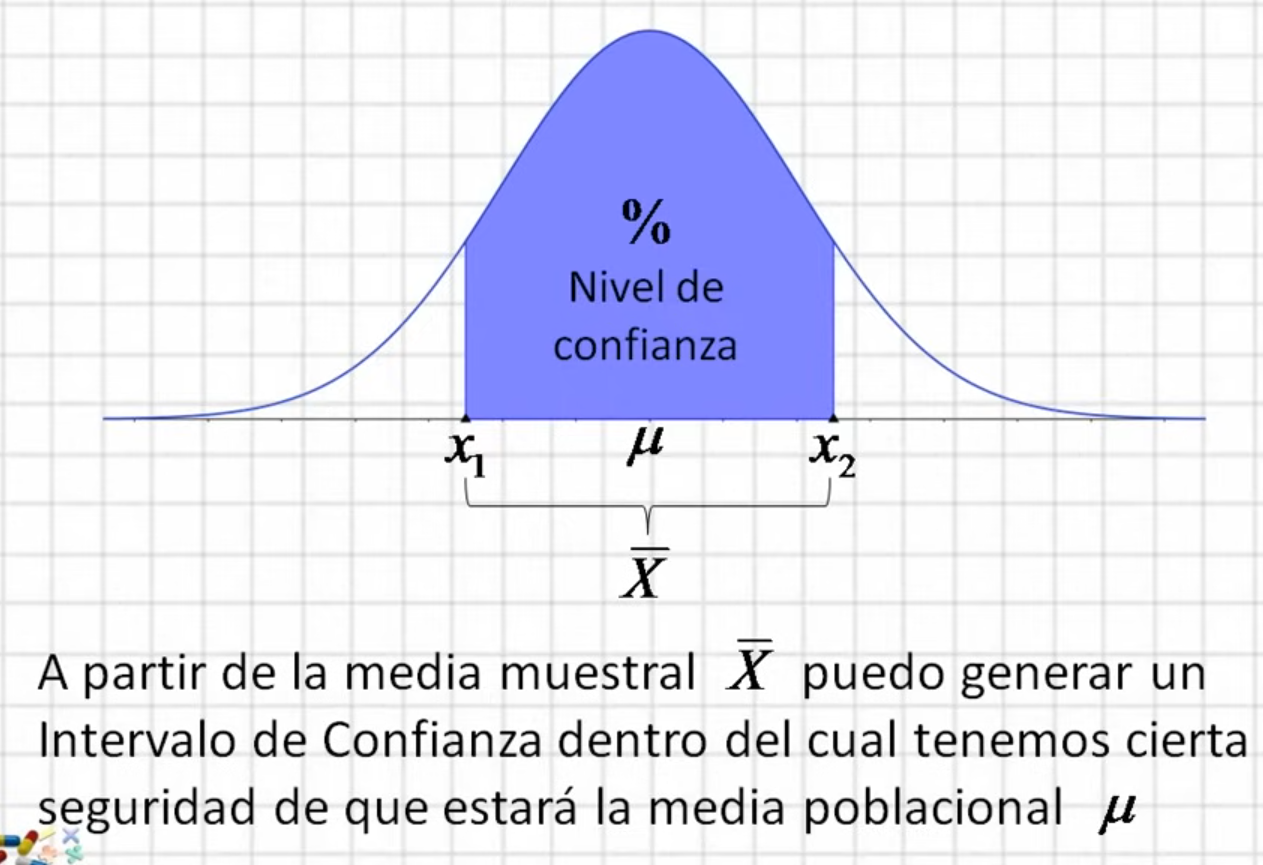 %
Nivel de
confianza
x₁ μ x₂
X̅
A partir de la media muestral X̅ puedo generar un
Intervalo de Confianza dentro del cual tenemos cierta
seguridad de que estará la media poblacional μ